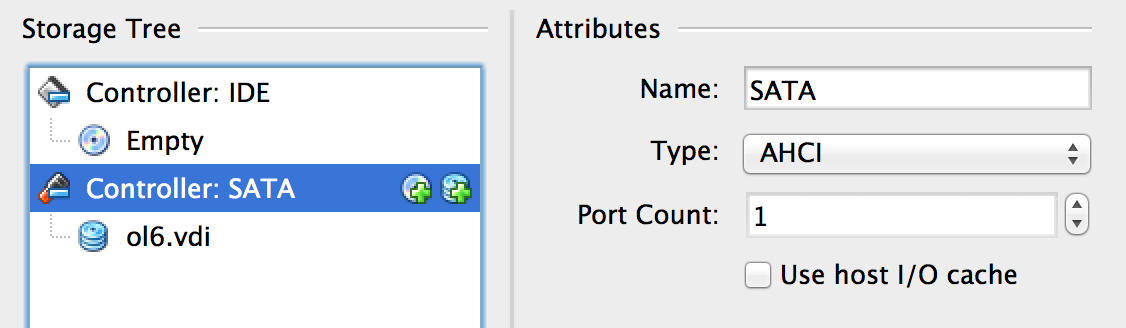 Storage Tree
Controller: IDE
Empty
Controller: SATA
ol6.vdi
Attributes
Name: SATA
Type: AHCI
Port Count: 1
Use host I/O cache